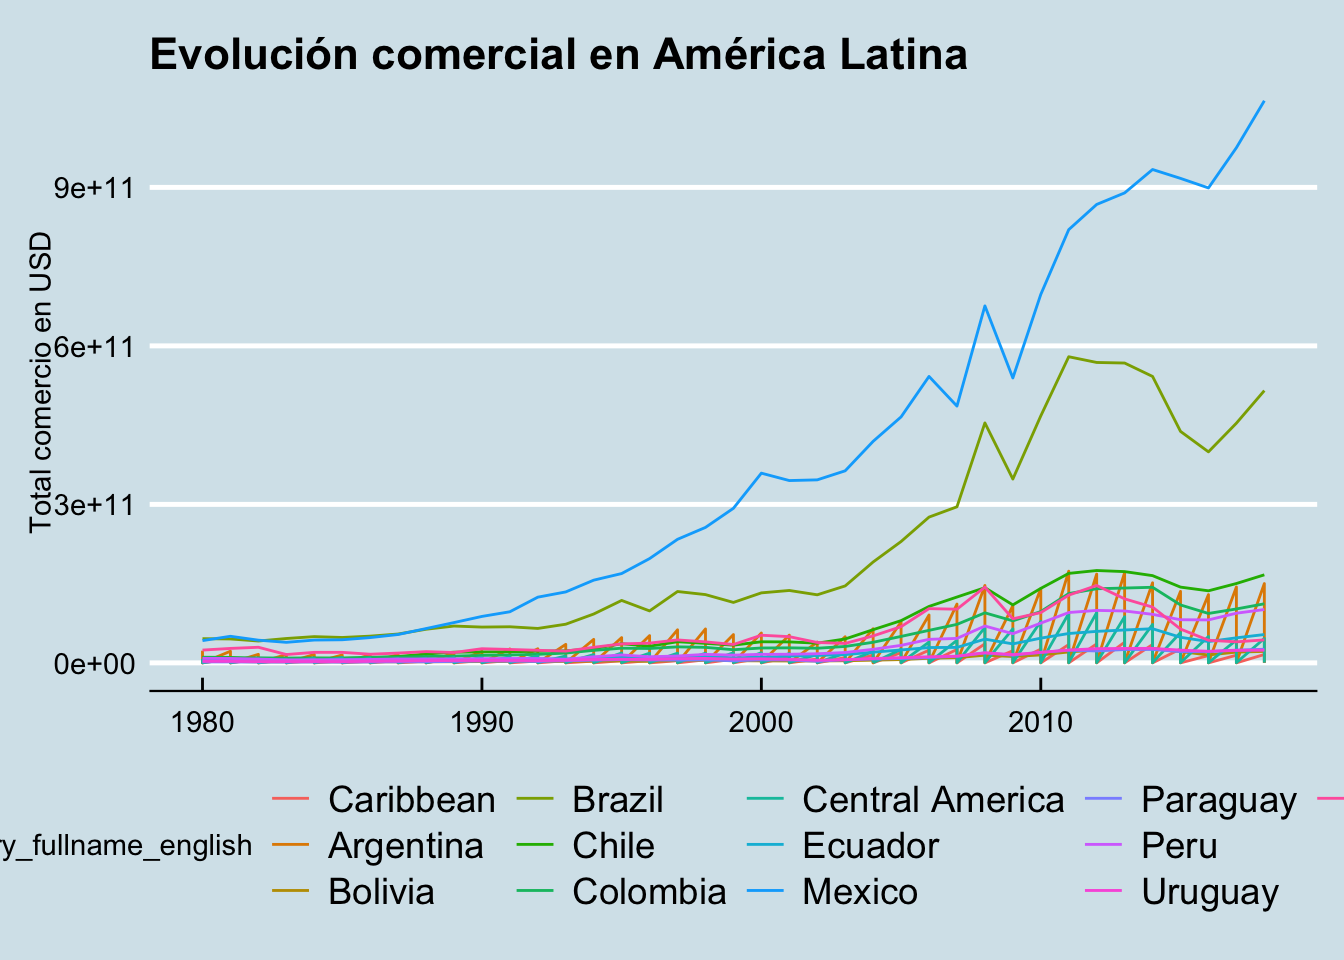 Evolución comercial en América Latina
Total comercio en USD
9e+11
6e+11
3e+11
0e+00
1980 1990 2000 2010
ry_fullname_english
Caribbean Brazil Central America Paraguay
Argentina Chile Ecuador Peru
Bolivia Colombia Mexico Uruguay